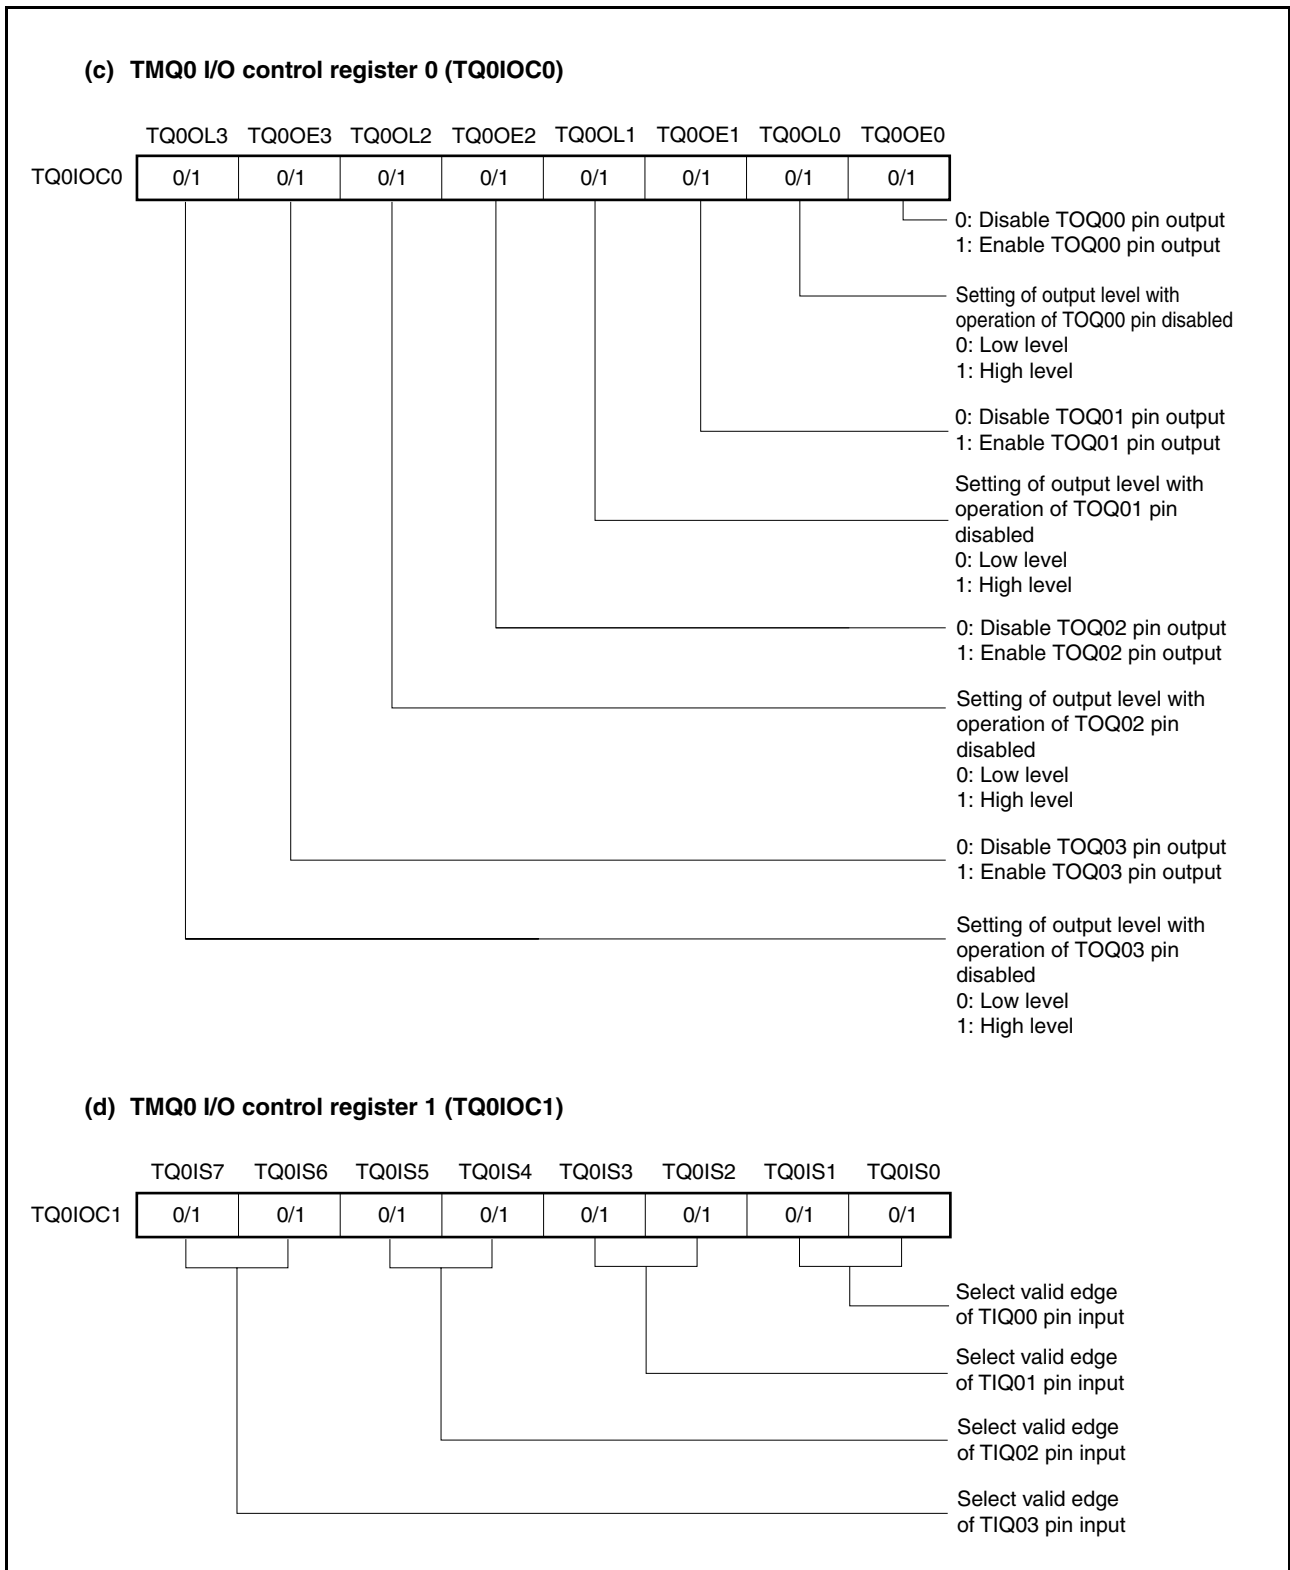 (c) TMQ0 I/O control register 0 (TQ0IOC0)
TQ0OL3 TQ0OE3 TQ0OL2 TQ0OE2 TQ0OL1 TQ0OE1 TQ0OL0 TQ0OE0
TQ0IOC0 0/1 0/1 0/1 0/1 0/1 0/1 0/1 0/1
0: Disable TOQ00 pin output
1: Enable TOQ00 pin output
Setting of output level with
operation of TOQ00 pin disabled
0: Low level
1: High level
0: Disable TOQ01 pin output
1: Enable TOQ01 pin output
Setting of output level with
operation of TOQ01 pin
disabled
0: Low level
1: High level
0: Disable TOQ02 pin output
1: Enable TOQ02 pin output
Setting of output level with
operation of TOQ02 pin
disabled
0: Low level
1: High level
0: Disable TOQ03 pin output
1: Enable TOQ03 pin output
Setting of output level with
operation of TOQ03 pin
disabled
0: Low level
1: High level
(d) TMQ0 I/O control register 1 (TQ0IOC1)
TQ0IS7 TQ0IS6 TQ0IS5 TQ0IS4 TQ0IS3 TQ0IS2 TQ0IS1 TQ0IS0
TQ0IOC1 0/1 0/1 0/1 0/1 0/1 0/1 0/1 0/1
Select valid edge
of TIQ00 pin input
Select valid edge
of TIQ01 pin input
Select valid edge
of TIQ02 pin input
Select valid edge
of TIQ03 pin input